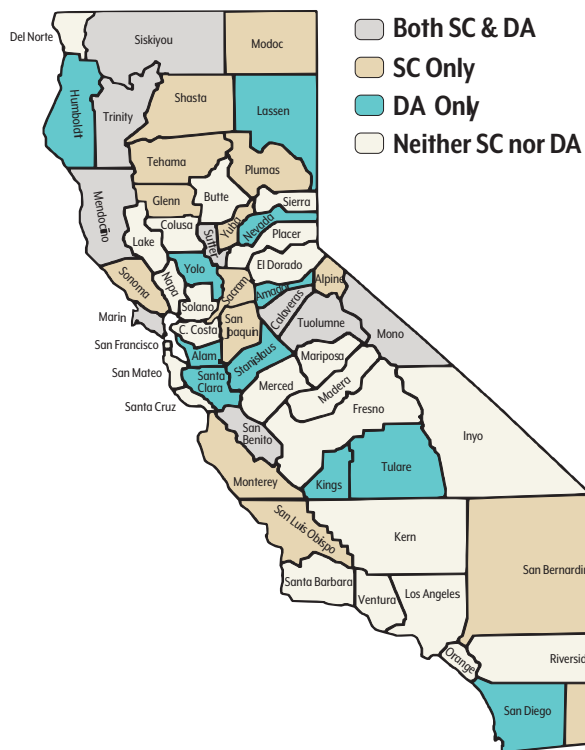 Both SC & DA
SC Only
DA Only
Neither SC nor DA
Del Norte
Siskiyou
Modoc
Humboldt
Trinity
Shasta
Lassen
Tehama
Plumas
Mendocino
Glenn
Butte
Sierra
Colusa
Lake
Sutter
Yuba
Nevada
Placer
Yolo
El Dorado
Sonoma
Napa
Sacram
Amador
Alpine
Solano
Calaveras
Marin
C. Costa
San
Joaquin
Tuolumne
Mono
San Francisco
Alam
Stanislaus
Mariposa
San Mateo
Santa
Clara
Merced
Madera
Santa Cruz
Fresno
Inyo
San
Benito
Monterey
Kings
Tulare
San Luis Obispo
Kern
San Bernardin
Santa Barbara
Ventura
Los Angeles
Orange
Riversid
San Diego